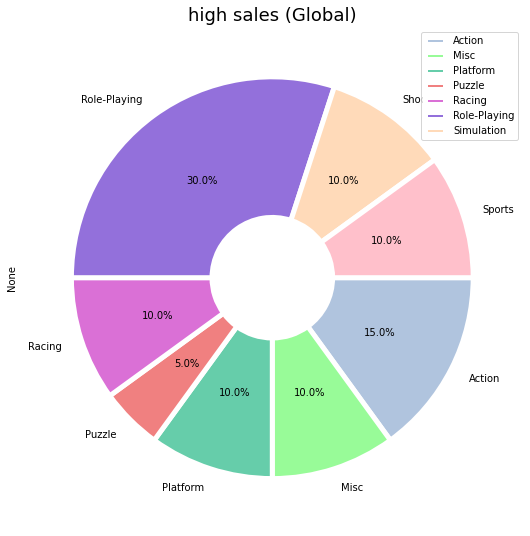 high sales (Global)
Action
Misc
Platform
Puzzle
Racing
Role-Playing
Simulation
Role-Playing
30.0%
10.0%
Sports
10.0%
None
10.0%
Racing
15.0%
Action
5.0%
Puzzle
10.0%
Platform
10.0%
Misc